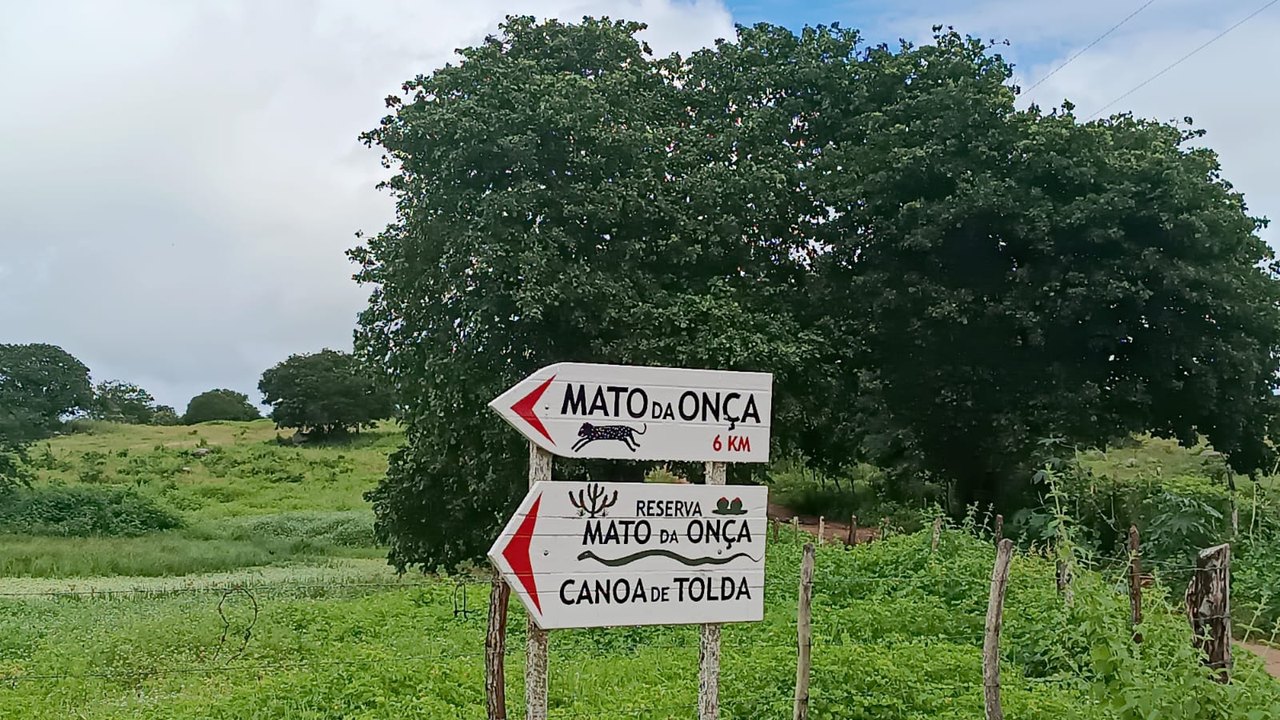 MATO DA ONÇA
6 KM
RESERVA
MATO DA ONÇA
CANOA DE TOLDA